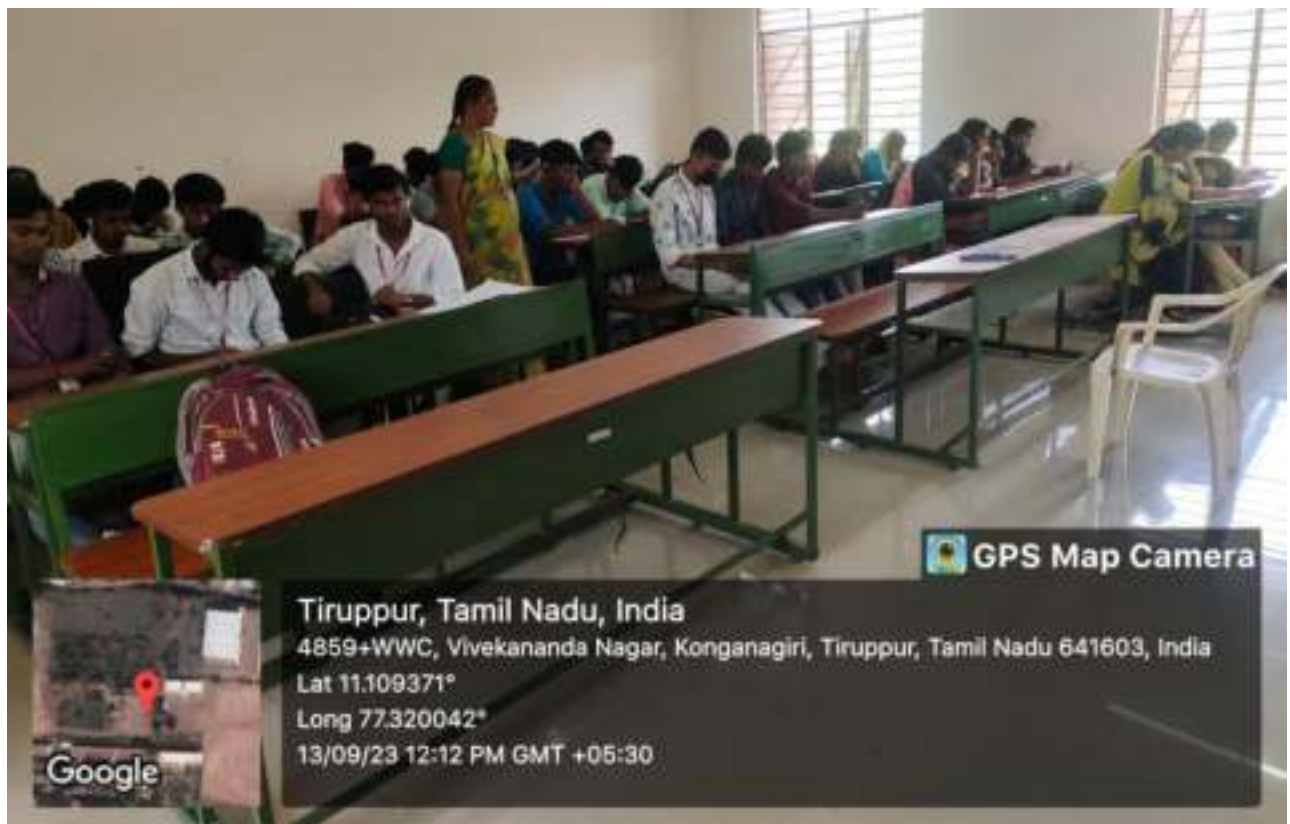 GPS Map Camera
Tiruppur, Tamil Nadu, India
4859+WWC, Vivekananda Nagar, Konganagiri, Tiruppur, Tamil Nadu 641603, India
Lat 11.109371°
Long 77.320042°
13/09/23 12:12 PM GMT +05:30
Google